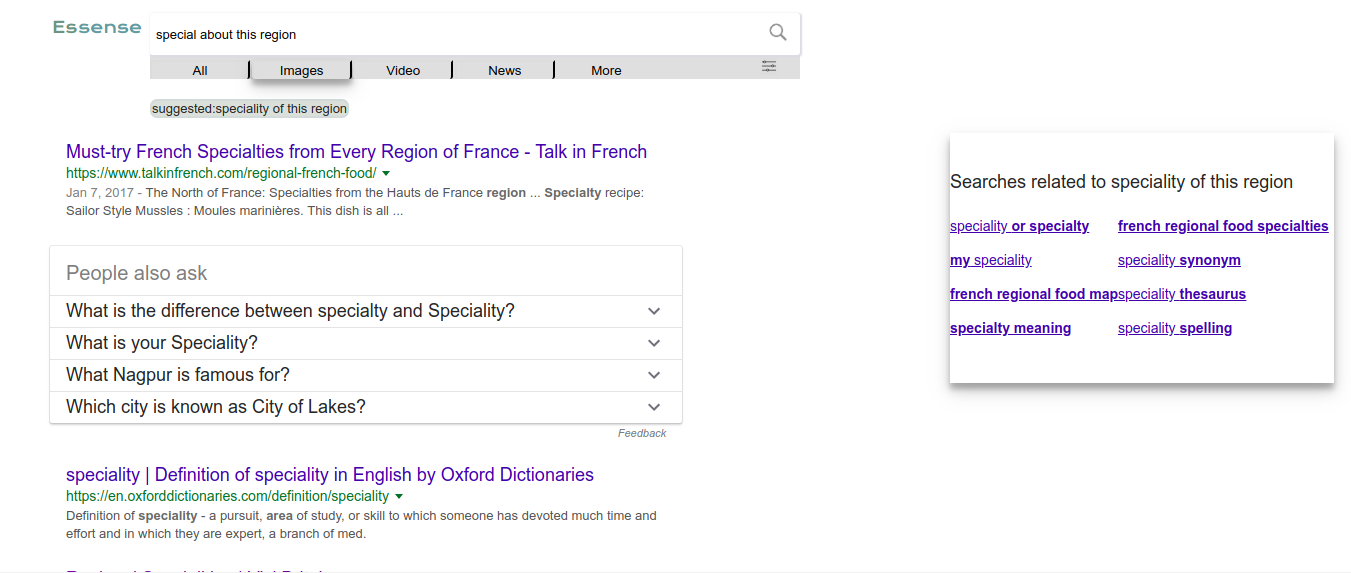 Essense
special about this region
All Images Video News More
suggested:speciality of this region
Must-try French Specialties from Every Region of France - Talk in French
https://www.talkinfrench.com/regional-french-food/
Jan 7, 2017 - The North of France: Specialties from the Hauts de France region ... Specialty recipe:
Sailor Style Mussles : Moules marinières. This dish is all ...
People also ask
What is the difference between specialty and Speciality?
What is your Speciality?
What Nagpur is famous for?
Which city is known as City of Lakes?
Feedback
speciality | Definition of speciality in English by Oxford Dictionaries
https://en.oxforddictionaries.com/definition/speciality
Definition of speciality - a pursuit, area of study, or skill to which someone has devoted much time and
effort and in which they are expert, a branch of med.
Searches related to speciality of this region
speciality or specialty french regional food specialties
my speciality speciality synonym
french regional food map speciality thesaurus
specialty meaning speciality spelling